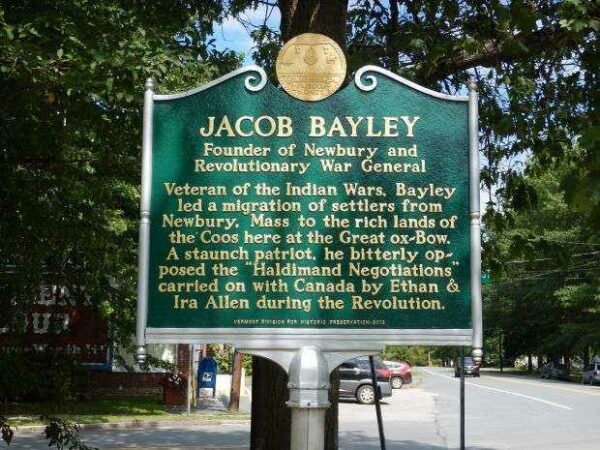 JACOB BAYLEY
Founder of Newbury and
Revolutionary War General
Veteran of the Indian Wars, Bayley
led a migration of settlers from
Newbury, Mass to the rich lands of
the Coos here at the Great ox-Bow.
A staunch patriot, he bitterly op-
posed the "Haldimand Negotiations"
carried on with Canada by Ethan &
Ira Allen during the Revolution.
VERMONT DIVISION FOR HISTORIC PRESERVATION-2013